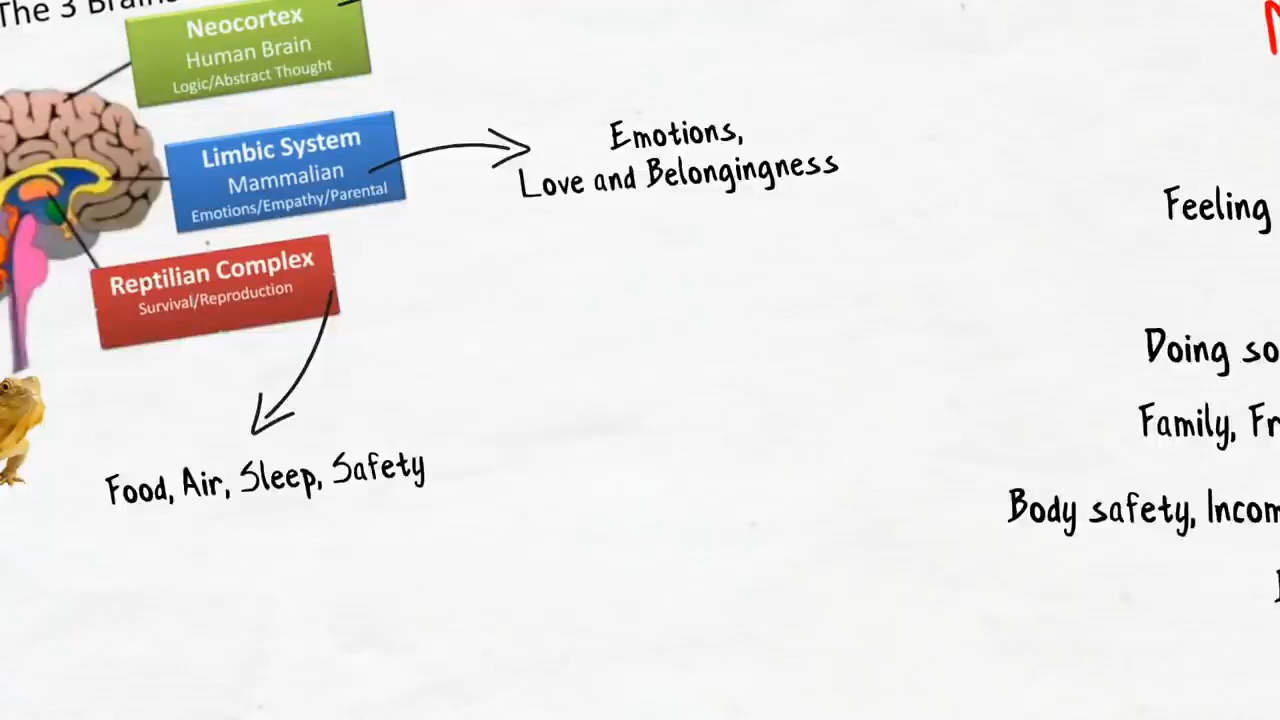 The 3 Brains
Neocortex
Human Brain
Logic/Abstract Thought
Limbic System
Mammalian
Emotions/Empathy/Parental
Reptilian Complex
Survival/Reproduction
Emotions,
Love and Belongingness
Food, Air, Sleep, Safety
Feeling
Doing so
Family, Fr
Body safety, Incom